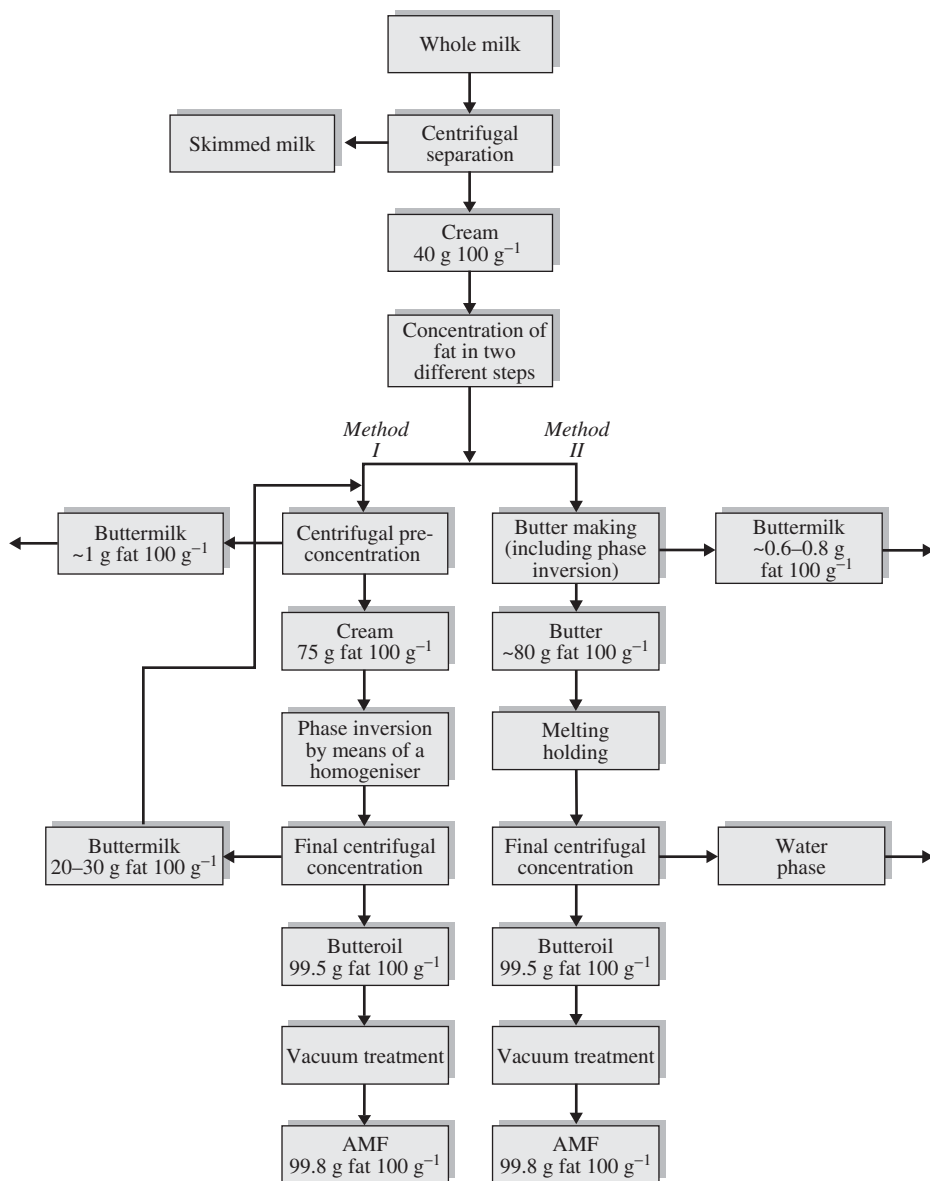 Whole milk
Skimmed milk
Centrifugal
separation
Cream
40 g 100 g⁻¹
Concentration of
fat in two
different steps
Method
I
Method
II
Buttermilk
~1 g fat 100 g⁻¹
Centrifugal pre-
concentration
Butter making
(including phase
inversion)
Buttermilk
~0.6–0.8 g
fat 100 g⁻¹
Cream
75 g fat 100 g⁻¹
Butter
~80 g fat 100 g⁻¹
Phase inversion
by means of a
homogeniser
Melting
holding
Buttermilk
20–30 g fat 100 g⁻¹
Final centrifugal
concentration
Final centrifugal
concentration
Water
phase
Butteroil
99.5 g fat 100 g⁻¹
Butteroil
99.5 g fat 100 g⁻¹
Vacuum treatment
Vacuum treatment
AMF
99.8 g fat 100 g⁻¹
AMF
99.8 g fat 100 g⁻¹